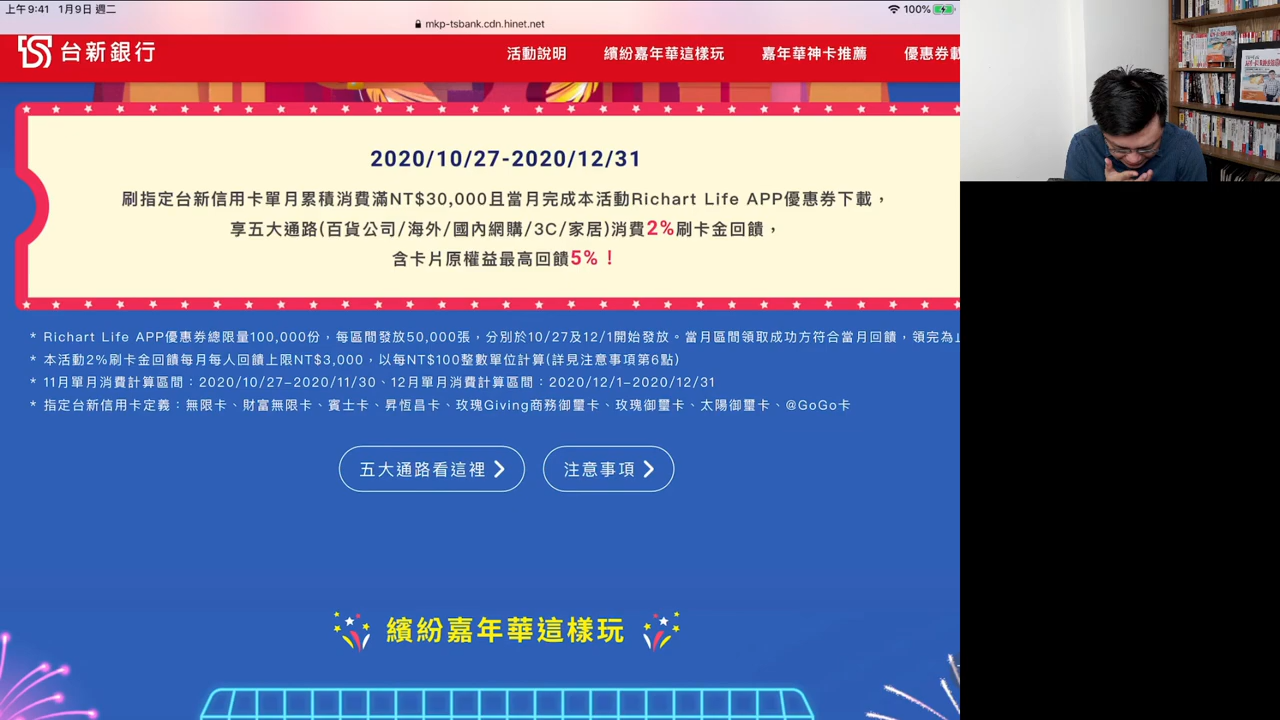 上午9:41 1月9日 週二
100%
mkp-tsbank.cdn.hinet.net
台新銀行
活動說明 繽紛嘉年華這樣玩 嘉年華神卡推薦 優惠券
2020/10/27-2020/12/31
刷指定台新信用卡單月累積消費滿NT$30,000且當月完成本活動Richart Life APP優惠券下載，
享五大通路(百貨公司/海外/國內網購/3C/家居)消費2%刷卡金回饋，
含卡片原權益最高回饋5%！
* Richart Life APP優惠券總限量100,000份，每區間發放50,000張，分別於10/27及12/1開始發放。當月區間領取成功方符合當月回饋，領完為止
* 本活動2%刷卡金回饋每月每人回饋上限NT$3,000，以每NT$100整數單位計算(詳見注意事項第6點)
* 11月單月消費計算區間：2020/10/27–2020/11/30、12月單月消費計算區間：2020/12/1–2020/12/31
* 指定台新信用卡定義：無限卡、財富無限卡、賓士卡、昇恆昌卡、玫瑰Giving商務御璽卡、玫瑰御璽卡、太陽御璽卡、@GoGo卡
五大通路看這裡
注意事項
繽紛嘉年華這樣玩